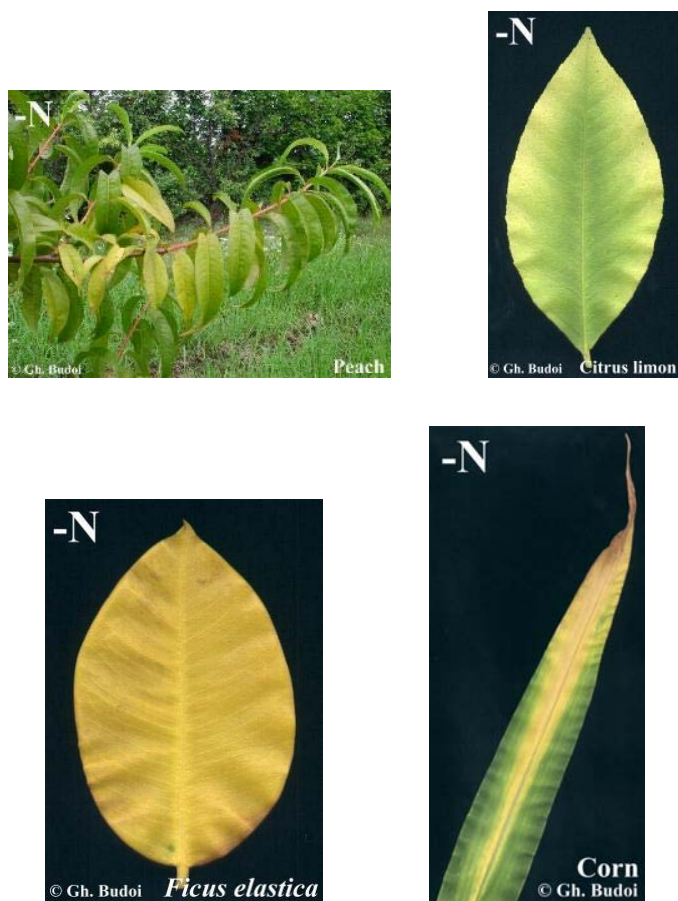 -N
© Gh. Budoi Peach
-N
© Gh. Budoi Citrus limon
-N
© Gh. Budoi Ficus elastica
-N
Corn
© Gh. Budoi